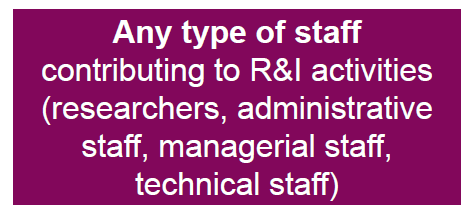 Any type of staff
contributing to R&I activities
(researchers, administrative
staff, managerial staff,
technical staff)